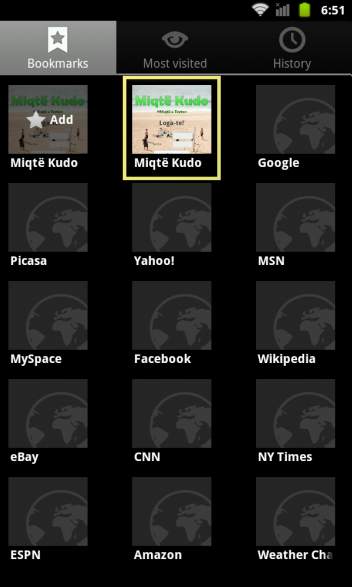 6:51
Bookmarks
Most visited
History
Miqtë Kudo
Add
Miqtë Kudo
Miqtë Kudo
Loga-te!
Miqtë Kudo
Google
Picasa
Yahoo!
MSN
MySpace
Facebook
Wikipedia
eBay
CNN
NY Times
ESPN
Amazon
Weather Cha